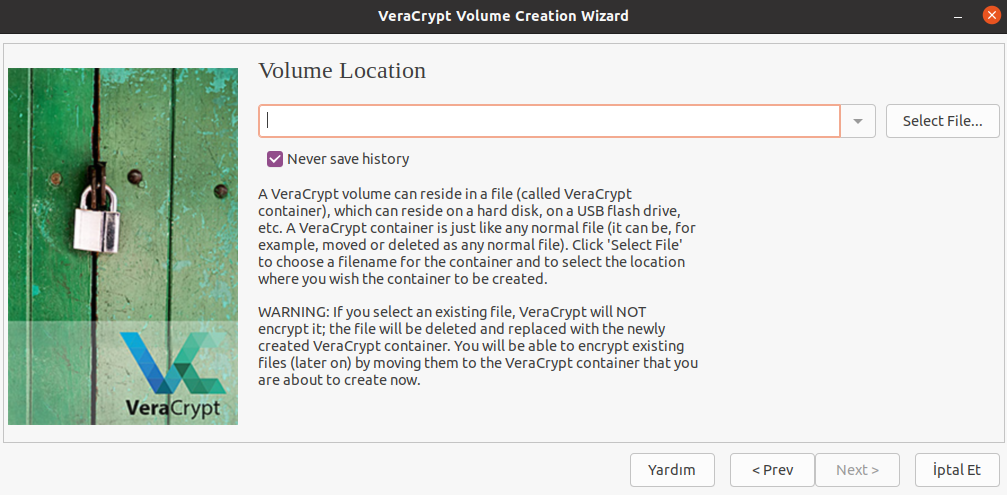 VeraCrypt Volume Creation Wizard
Volume Location
Select File...
Never save history
A VeraCrypt volume can reside in a file (called VeraCrypt
container), which can reside on a hard disk, on a USB flash drive,
etc. A VeraCrypt container is just like any normal file (it can be, for
example, moved or deleted as any normal file). Click 'Select File'
to choose a filename for the container and to select the location
where you wish the container to be created.
WARNING: If you select an existing file, VeraCrypt will NOT
encrypt it; the file will be deleted and replaced with the newly
created VeraCrypt container. You will be able to encrypt existing
files (later on) by moving them to the VeraCrypt container that you
are about to create now.
VeraCrypt
Yardım
< Prev
Next >
İptal Et